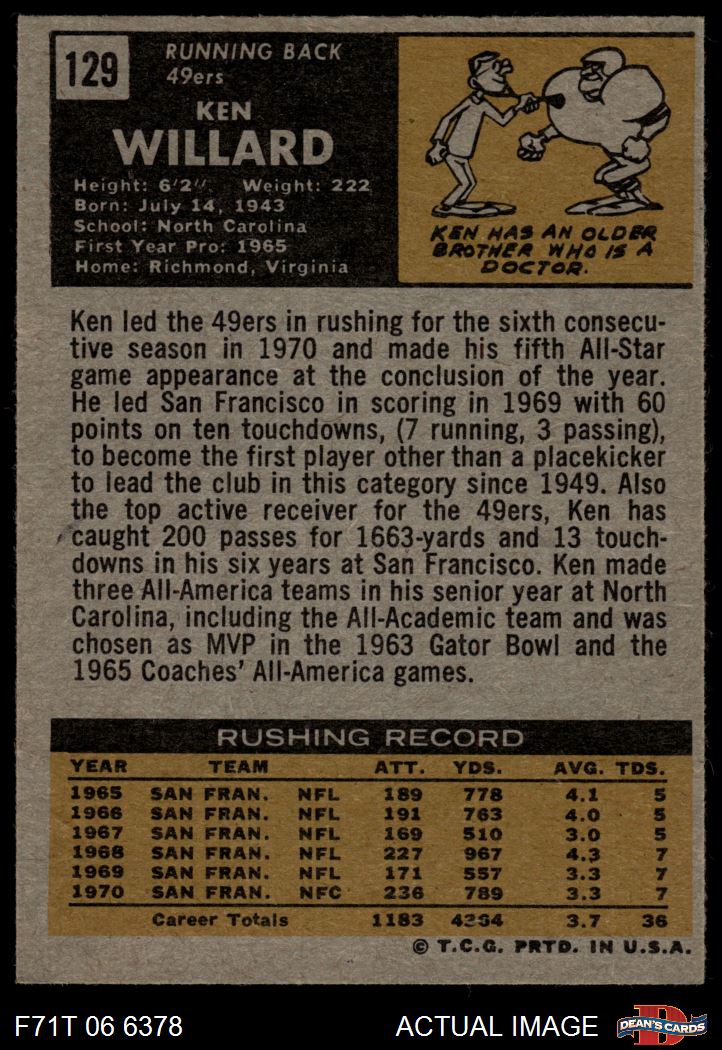 129
RUNNING BACK
49ers
KEN
WILLARD
Height: 6'2" Weight: 222
Born: July 14, 1943
School: North Carolina
First Year Pro: 1965
Home: Richmond, Virginia
KEN HAS AN OLDER
BROTHER WHO IS A
DOCTOR.
Ken led the 49ers in rushing for the sixth consecu-
tive season in 1970 and made his fifth All-Star
game appearance at the conclusion of the year.
He led San Francisco in scoring in 1969 with 60
points on ten touchdowns, (7 running, 3 passing),
to become the first player other than a placekicker
to lead the club in this category since 1949. Also
the top active receiver for the 49ers, Ken has
caught 200 passes for 1663-yards and 13 touch-
downs in his six years at San Francisco. Ken made
three All-America teams in his senior year at North
Carolina, including the All-Academic team and was
chosen as MVP in the 1963 Gator Bowl and the
1965 Coaches' All-America games.
RUSHING RECORD
YEAR TEAM ATT. YDS. AVG. TDS.
1965 SAN FRAN. NFL 189 778 4.1 5
1966 SAN FRAN. NFL 191 763 4.0 5
1967 SAN FRAN. NFL 169 510 3.0 5
1968 SAN FRAN. NFL 227 967 4.3 7
1969 SAN FRAN. NFL 171 557 3.3 7
1970 SAN FRAN. NFC 236 789 3.3 7
Career Totals 1183 4364 3.7 36
© T.C.G. PRTD. IN U.S.A.
F71T 06 6378 ACTUAL IMAGE
DEAN'S CARDS